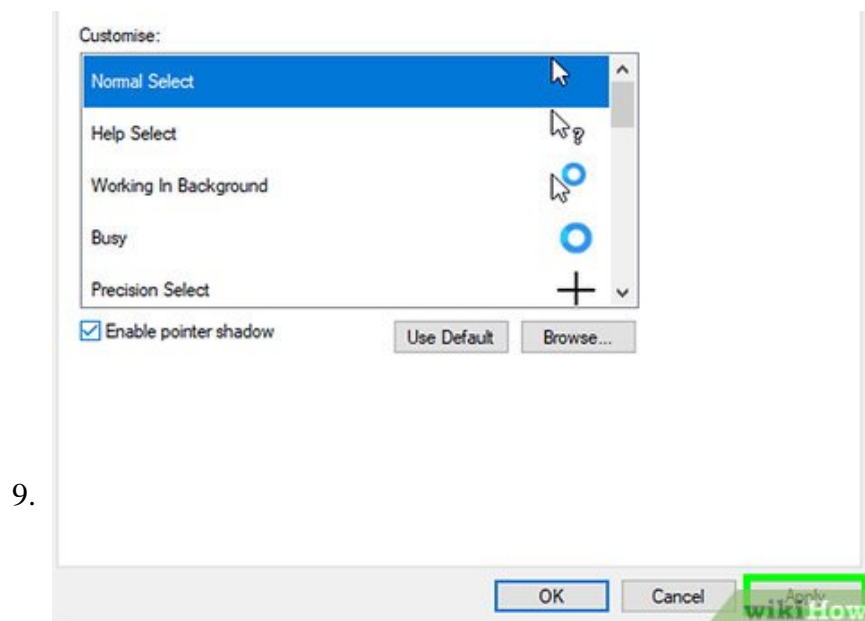 Customise:
Normal Select
Help Select
Working In Background
Busy
Precision Select
Enable pointer shadow
Use Default Browse...
9.
OK Cancel Apply
wikiHow